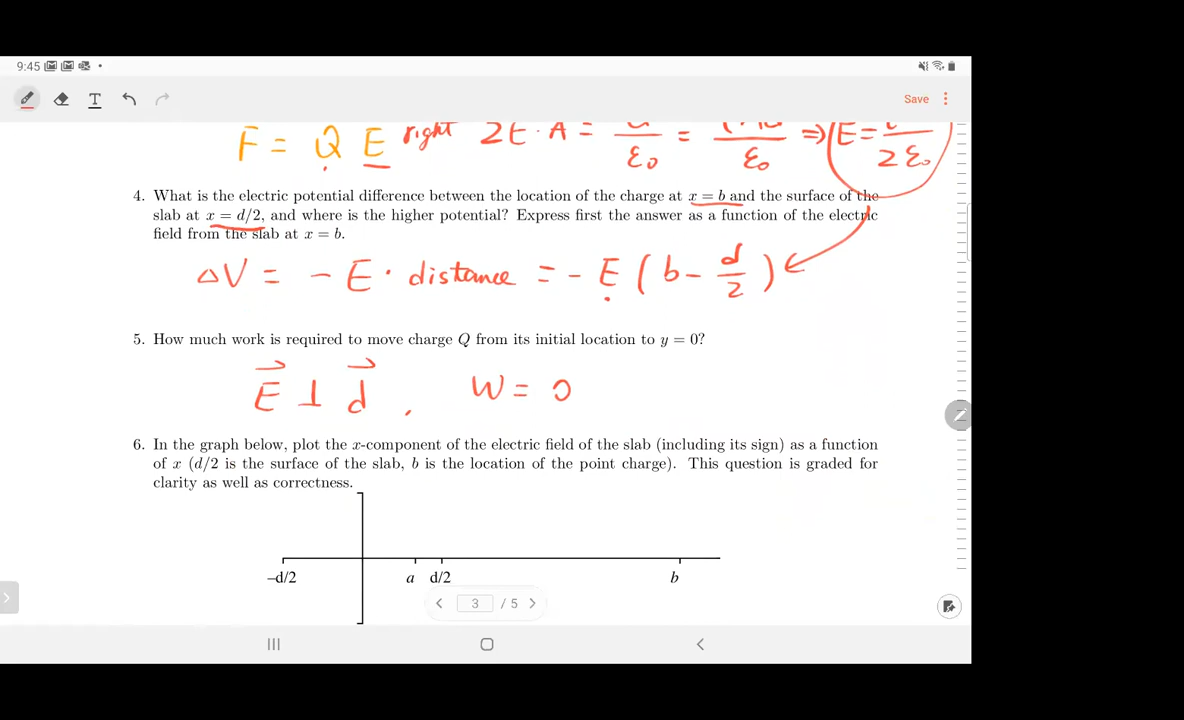 9:45
Save
F = Q E right 2E · A = — = — ⇒ E = —
ε0 ε0 2 ε0
4. What is the electric potential difference between the location of the charge at x = b and the surface of the
slab at x = d/2, and where is the higher potential? Express first the answer as a function of the electric
field from the slab at x = b.
ΔV = - E · distance = - E ( b - d/2 )
5. How much work is required to move charge Q from its initial location to y = 0?
E ⊥ d , W = 0
6. In the graph below, plot the x-component of the electric field of the slab (including its sign) as a function
of x (d/2 is the surface of the slab, b is the location of the point charge). This question is graded for
clarity as well as correctness.
–d/2 a d/2 b
3 / 5